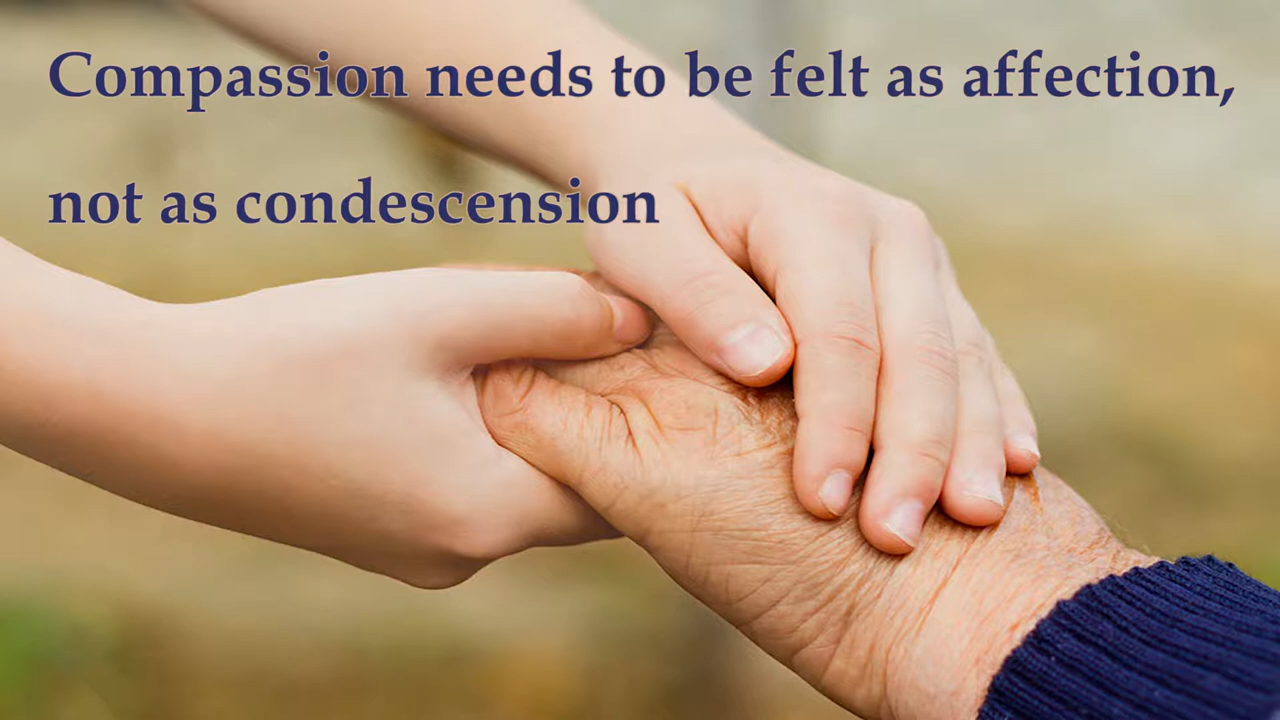 Compassion needs to be felt as affection,
not as condescension